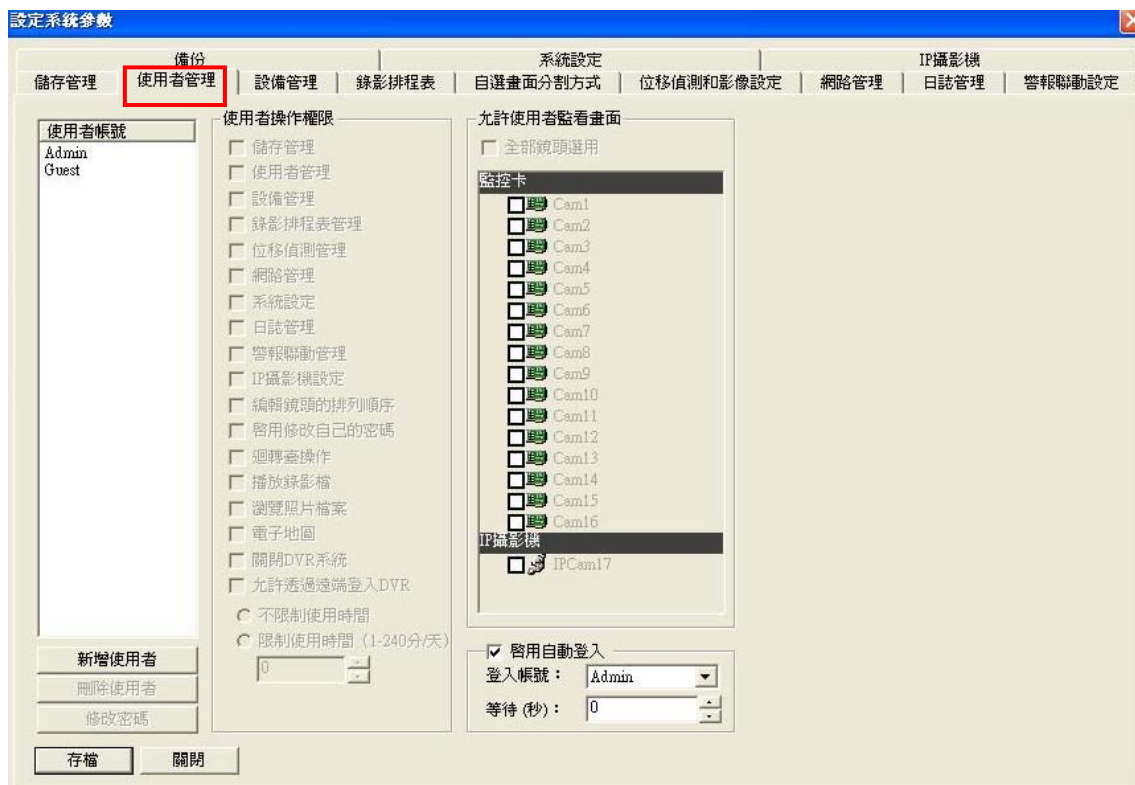 設定系統參數
備份 系統設定 IP攝影機
儲存管理 使用者管理 設備管理 錄影排程表 自選畫面分割方式 位移偵測和影像設定 網路管理 日誌管理 警報聯動設定
使用者帳號
Admin
Guest
新增使用者
刪除使用者
修改密碼
使用者操作權限
儲存管理
使用者管理
設備管理
錄影排程表管理
位移偵測管理
網路管理
系統設定
日誌管理
警報聯動管理
IP攝影機設定
編輯鏡頭的排列順序
啓用修改自己的密碼
迴轉臺操作
播放錄影檔
瀏覽照片檔案
電子地圖
關閉DVR系統
允許透過遠端登入DVR
不限制使用時間
限制使用時間 (1-240分/天)
0
允許使用者監看畫面
全部鏡頭選用
監控卡
Cam1
Cam2
Cam3
Cam4
Cam5
Cam6
Cam7
Cam8
Cam9
Cam10
Cam11
Cam12
Cam13
Cam14
Cam15
Cam16
IP攝影機
IPCam17
啓用自動登入
登入帳號： Admin
等待 (秒)： 0
存檔 關閉